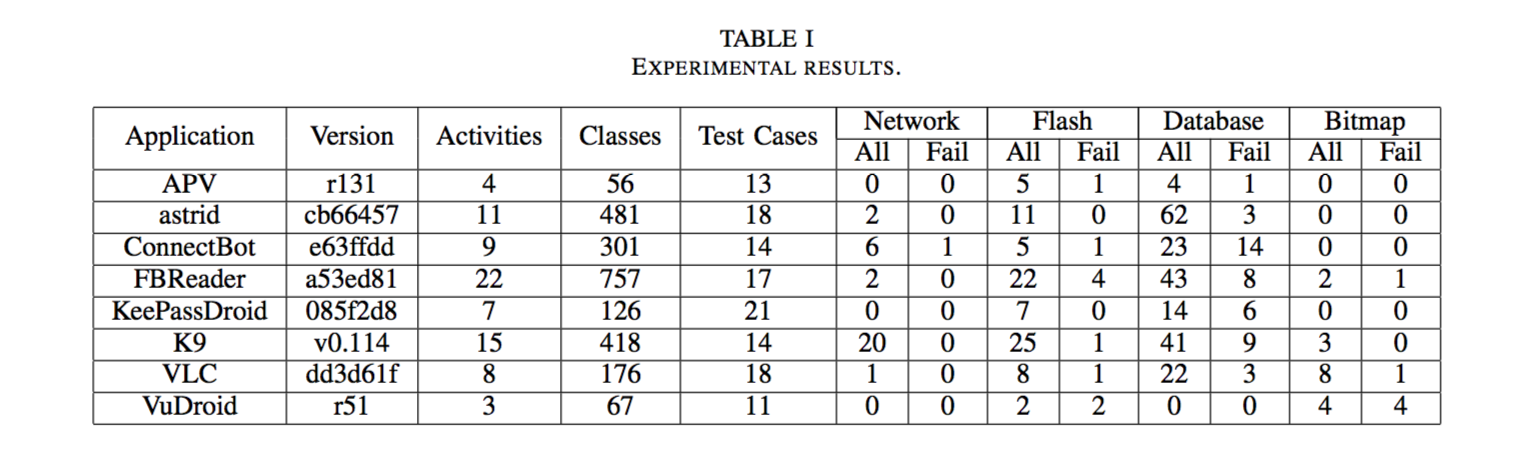 TABLE I
EXPERIMENTAL RESULTS.
Application Version Activities Classes Test Cases Network Flash Database Bitmap
All Fail All Fail All Fail All Fail
APV r131 4 56 13 0 0 5 1 4 1 0 0
astrid cb66457 11 481 18 2 0 11 0 62 3 0 0
ConnectBot e63ffdd 9 301 14 6 1 5 1 23 14 0 0
FBReader a53ed81 22 757 17 2 0 22 4 43 8 2 1
KeePassDroid 085f2d8 7 126 21 0 0 7 0 14 6 0 0
K9 v0.114 15 418 14 20 0 25 1 41 9 3 0
VLC dd3d61f 8 176 18 1 0 8 1 22 3 8 1
VuDroid r51 3 67 11 0 0 2 2 0 0 4 4